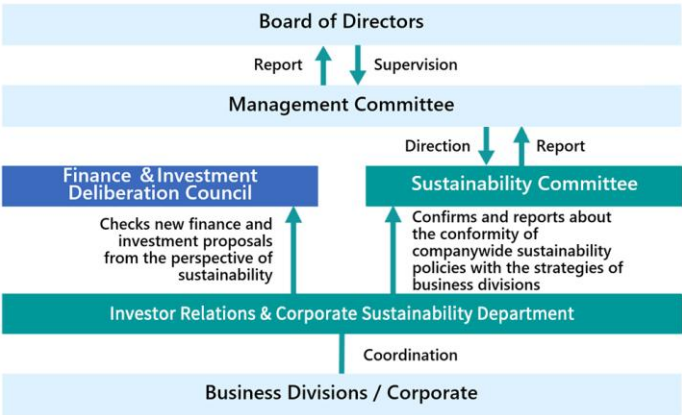 Board of Directors
Report
Supervision
Management Committee
Direction
Report
Finance & Investment
Deliberation Council
Sustainability Committee
Checks new finance and
investment proposals
from the perspective of
sustainability
Confirms and reports about
the conformity of
companywide sustainability
policies with the strategies of
business divisions
Investor Relations & Corporate Sustainability Department
Coordination
Business Divisions / Corporate